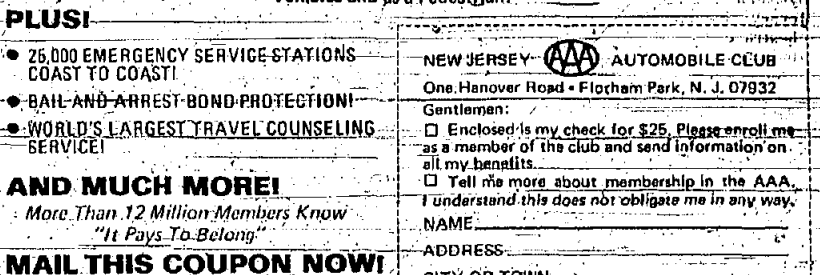 PLUS!
• 25,000 EMERGENCY SERVICE STATIONS
COAST TO COAST!
• BAIL AND ARREST BOND PROTECTION!
• WORLD'S LARGEST TRAVEL COUNSELING
SERVICE!
AND MUCH MORE!
More Than 12 Million Members Know
"It Pays To Belong"
MAIL THIS COUPON NOW!
NEW JERSEY AAA AUTOMOBILE CLUB
One Hanover Road • Florham Park, N. J. 07932
Gentlemen:
☐ Enclosed is my check for $25. Please enroll me
as a member of the club and send information on
all my benefits.
☐ Tell me more about membership in the AAA.
I understand this does not obligate me in any way.
NAME
ADDRESS
CITY OR TOWN